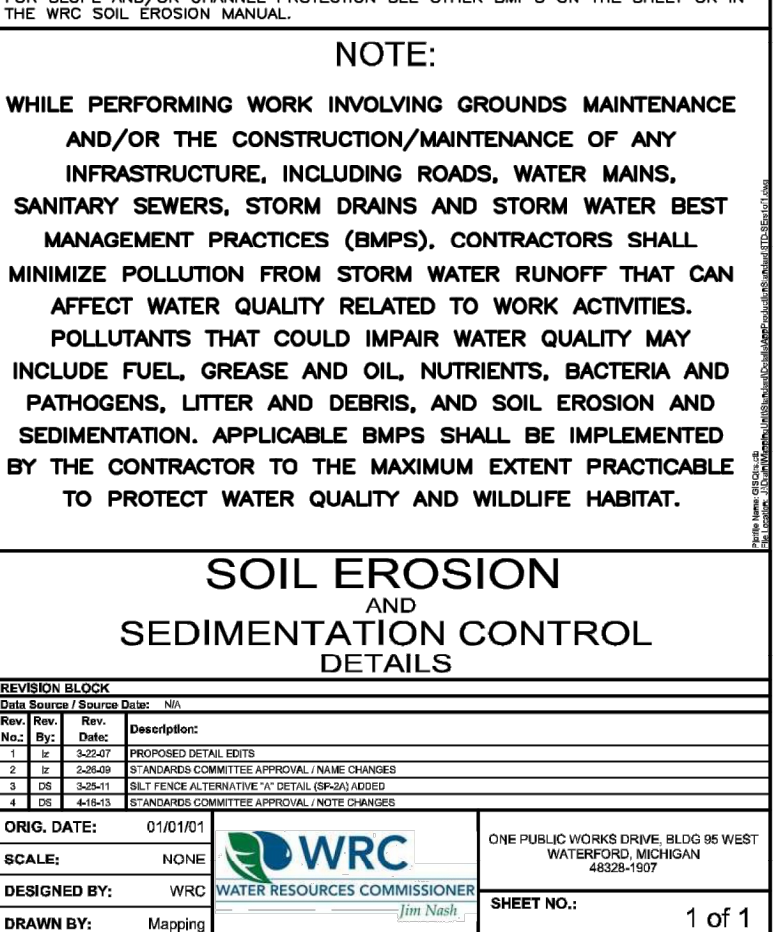 FOR SLOPE AND/OR CHANNEL PROTECTION SEE OTHER BMP'S ON THE SHEET OR IN
THE WRC SOIL EROSION MANUAL.
NOTE:
WHILE PERFORMING WORK INVOLVING GROUNDS MAINTENANCE
AND/OR THE CONSTRUCTION/MAINTENANCE OF ANY
INFRASTRUCTURE, INCLUDING ROADS, WATER MAINS,
SANITARY SEWERS, STORM DRAINS AND STORM WATER BEST
MANAGEMENT PRACTICES (BMPS), CONTRACTORS SHALL
MINIMIZE POLLUTION FROM STORM WATER RUNOFF THAT CAN
AFFECT WATER QUALITY RELATED TO WORK ACTIVITIES.
POLLUTANTS THAT COULD IMPAIR WATER QUALITY MAY
INCLUDE FUEL, GREASE AND OIL, NUTRIENTS, BACTERIA AND
PATHOGENS, LITTER AND DEBRIS, AND SOIL EROSION AND
SEDIMENTATION. APPLICABLE BMPS SHALL BE IMPLEMENTED
BY THE CONTRACTOR TO THE MAXIMUM EXTENT PRACTICABLE
TO PROTECT WATER QUALITY AND WILDLIFE HABITAT.
Plotfile Name:
File Location:
SOIL EROSION
AND
SEDIMENTATION CONTROL
DETAILS
REVISION BLOCK
Data Source / Source Date: N/A
Rev. No.: Rev. By: Rev. Date: Description:
1 lz 3-22-07 PROPOSED DETAIL EDITS
2 lz 2-26-09 STANDARDS COMMITTEE APPROVAL / NAME CHANGES
3 DS 3-25-11 SILT FENCE ALTERNATIVE "A" DETAIL (SP-2A) ADDED
4 DS 4-16-13 STANDARDS COMMITTEE APPROVAL / NOTE CHANGES
ORIG. DATE: 01/01/01
SCALE: NONE
DESIGNED BY: WRC
DRAWN BY: Mapping
WRC
WATER RESOURCES COMMISSIONER
Jim Nash
ONE PUBLIC WORKS DRIVE, BLDG 95 WEST
WATERFORD, MICHIGAN
48328-1907
SHEET NO.:
1 of 1